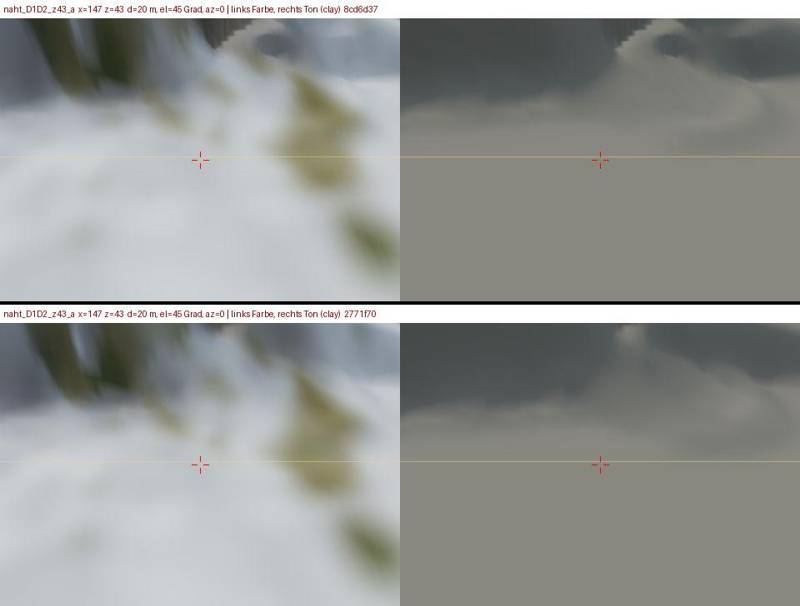 naht_D1D2_z43_a x=147 z=43 d=20 m, el=45 Grad, az=0 | links Farbe, rechts Ton (clay) 8cd6d37
naht_D1D2_z43_a x=147 z=43 d=20 m, el=45 Grad, az=0 | links Farbe, rechts Ton (clay) 2771f70